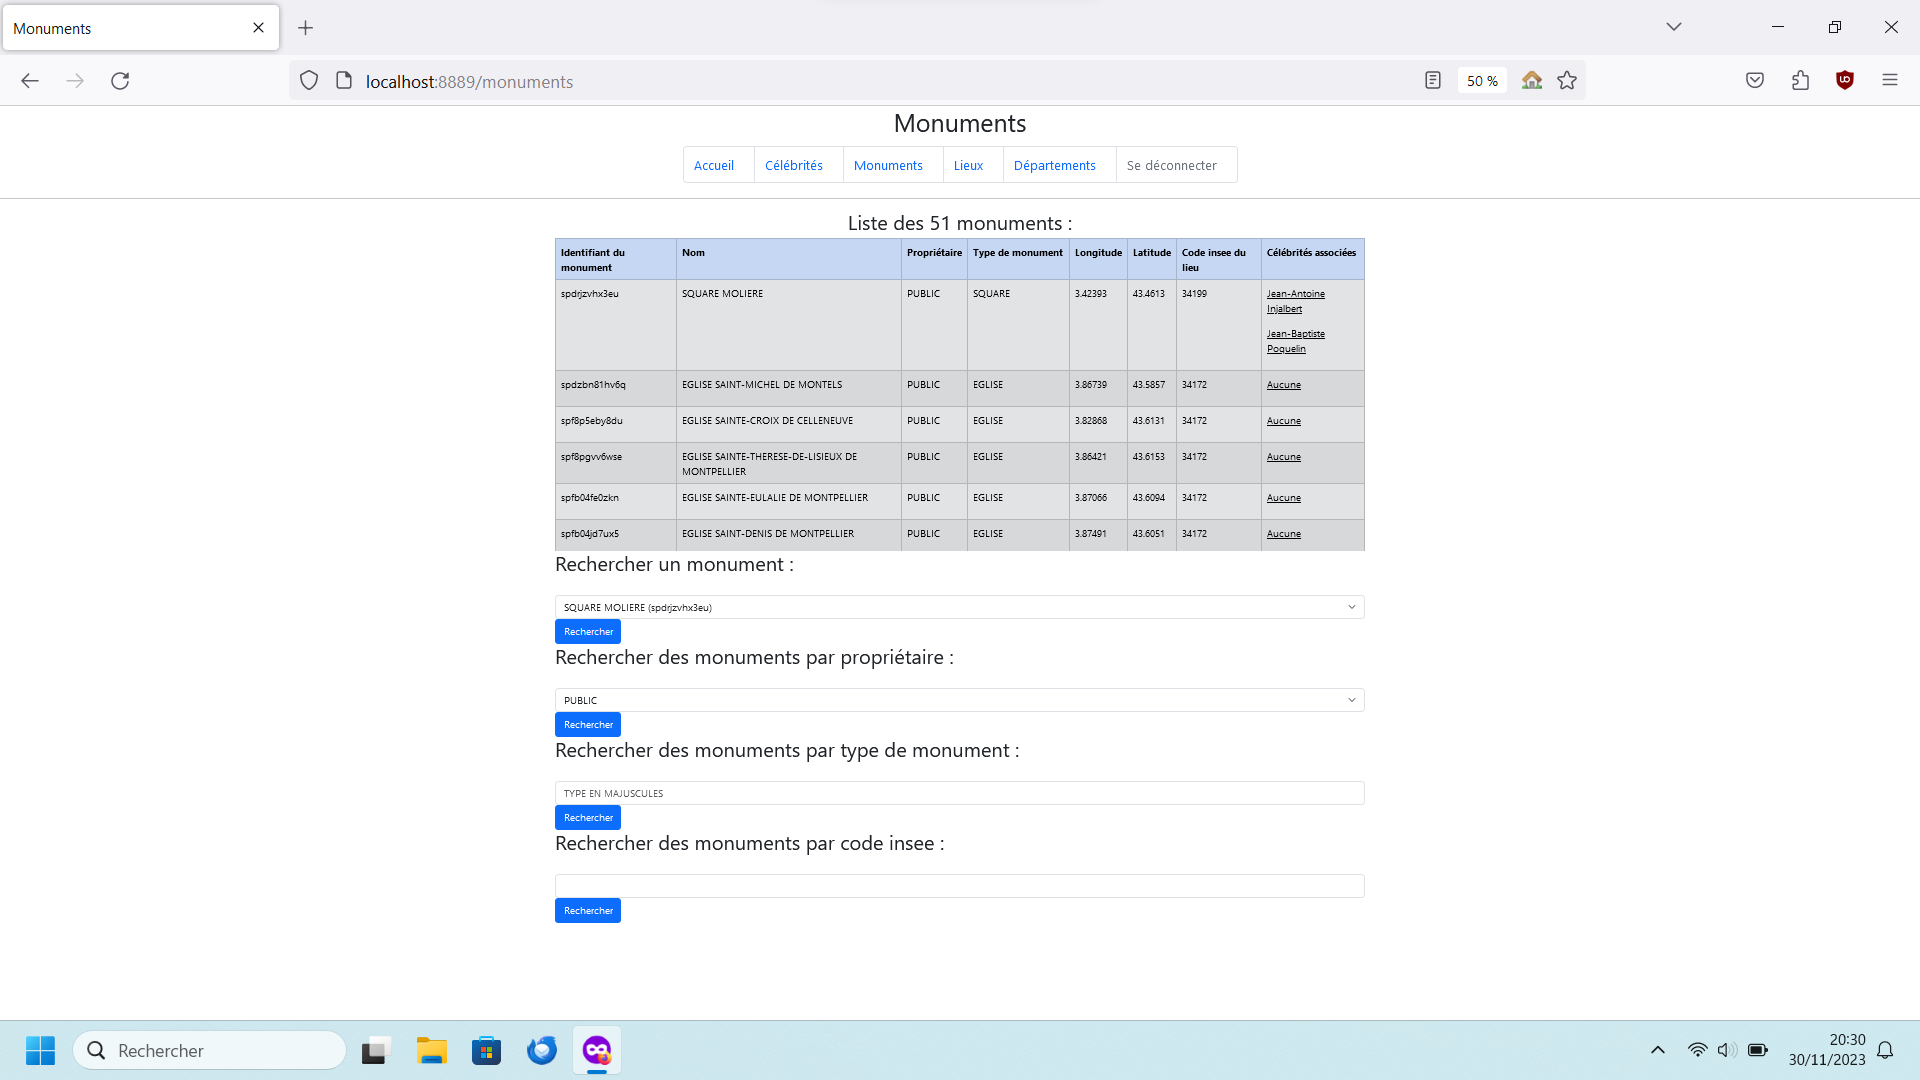 Monuments
localhost:8889/monuments
50 %
Monuments
Accueil Célébrités Monuments Lieux Départements Se déconnecter
Liste des 51 monuments :
Identifiant du monument Nom Propriétaire Type de monument Longitude Latitude Code insee du lieu Célébrités associées
spdrjzvhx3eu SQUARE MOLIERE PUBLIC SQUARE 3.42393 43.4613 34199 Jean-Antoine Injalbert
Jean-Baptiste Poquelin
spdzbn81hv6q EGLISE SAINT-MICHEL DE MONTELS PUBLIC EGLISE 3.86739 43.5857 34172 Aucune
spf8p5eby8du EGLISE SAINTE-CROIX DE CELLENEUVE PUBLIC EGLISE 3.82868 43.6131 34172 Aucune
spf8pgvv6wse EGLISE SAINTE-THERESE-DE-LISIEUX DE MONTPELLIER PUBLIC EGLISE 3.86421 43.6153 34172 Aucune
spfb04fe0zkn EGLISE SAINTE-EULALIE DE MONTPELLIER PUBLIC EGLISE 3.87066 43.6094 34172 Aucune
spfb04jd7ux5 EGLISE SAINT-DENIS DE MONTPELLIER PUBLIC EGLISE 3.87491 43.6051 34172 Aucune
Rechercher un monument :
SQUARE MOLIERE (spdrjzvhx3eu)
Rechercher
Rechercher des monuments par propriétaire :
PUBLIC
Rechercher
Rechercher des monuments par type de monument :
TYPE EN MAJUSCULES
Rechercher
Rechercher des monuments par code insee :
Rechercher
Rechercher
20:30
30/11/2023